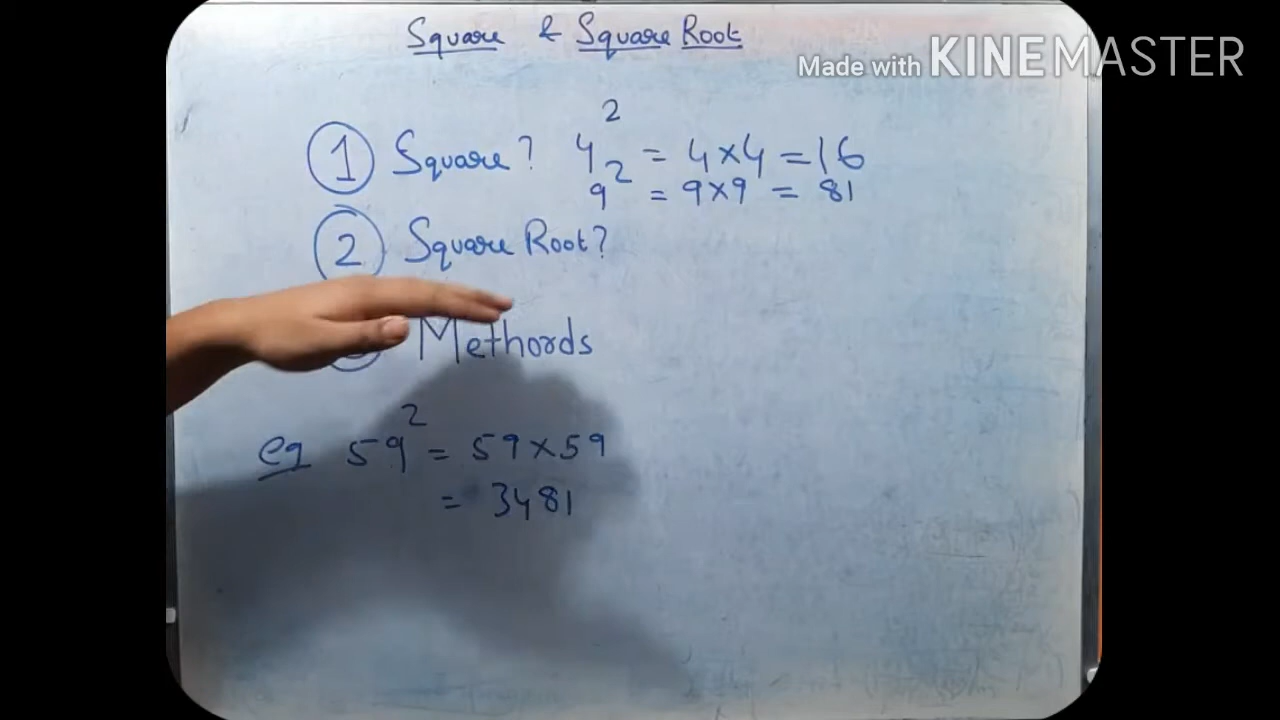 Square & Square Root
Made with KINEMASTER
1 Square? 4² = 4×4 = 16
9² = 9×9 = 81
2 Square Root?
Methords
eg 59² = 59×59
= 3481